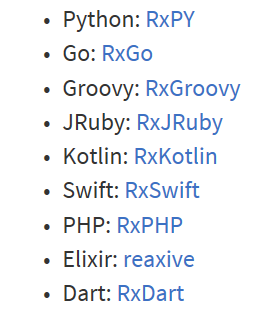 • Python: RxPY
• Go: RxGo
• Groovy: RxGroovy
• JRuby: RxJRuby
• Kotlin: RxKotlin
• Swift: RxSwift
• PHP: RxPHP
• Elixir: reaxive
• Dart: RxDart